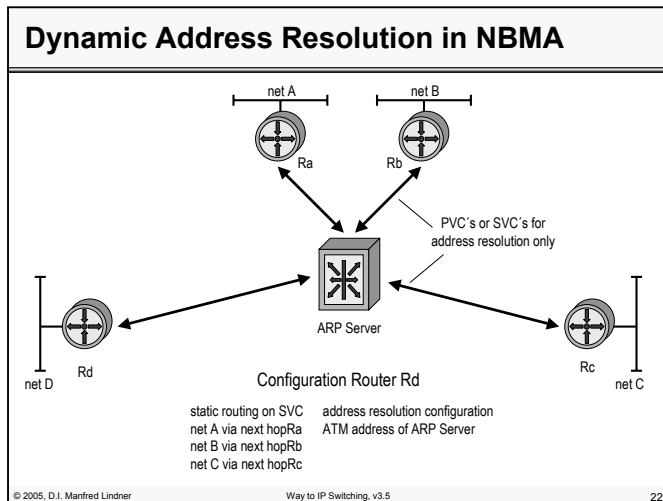 Dynamic Address Resolution in NBMA
net A
net B
Ra
Rb
PVC´s or SVC´s for
address resolution only
ARP Server
Rd
net D
Rc
net C
Configuration Router Rd
static routing on SVC address resolution configuration
net A via next hopRa ATM address of ARP Server
net B via next hopRb
net C via next hopRc
© 2005, D.I. Manfred Lindner Way to IP Switching, v3.5 22